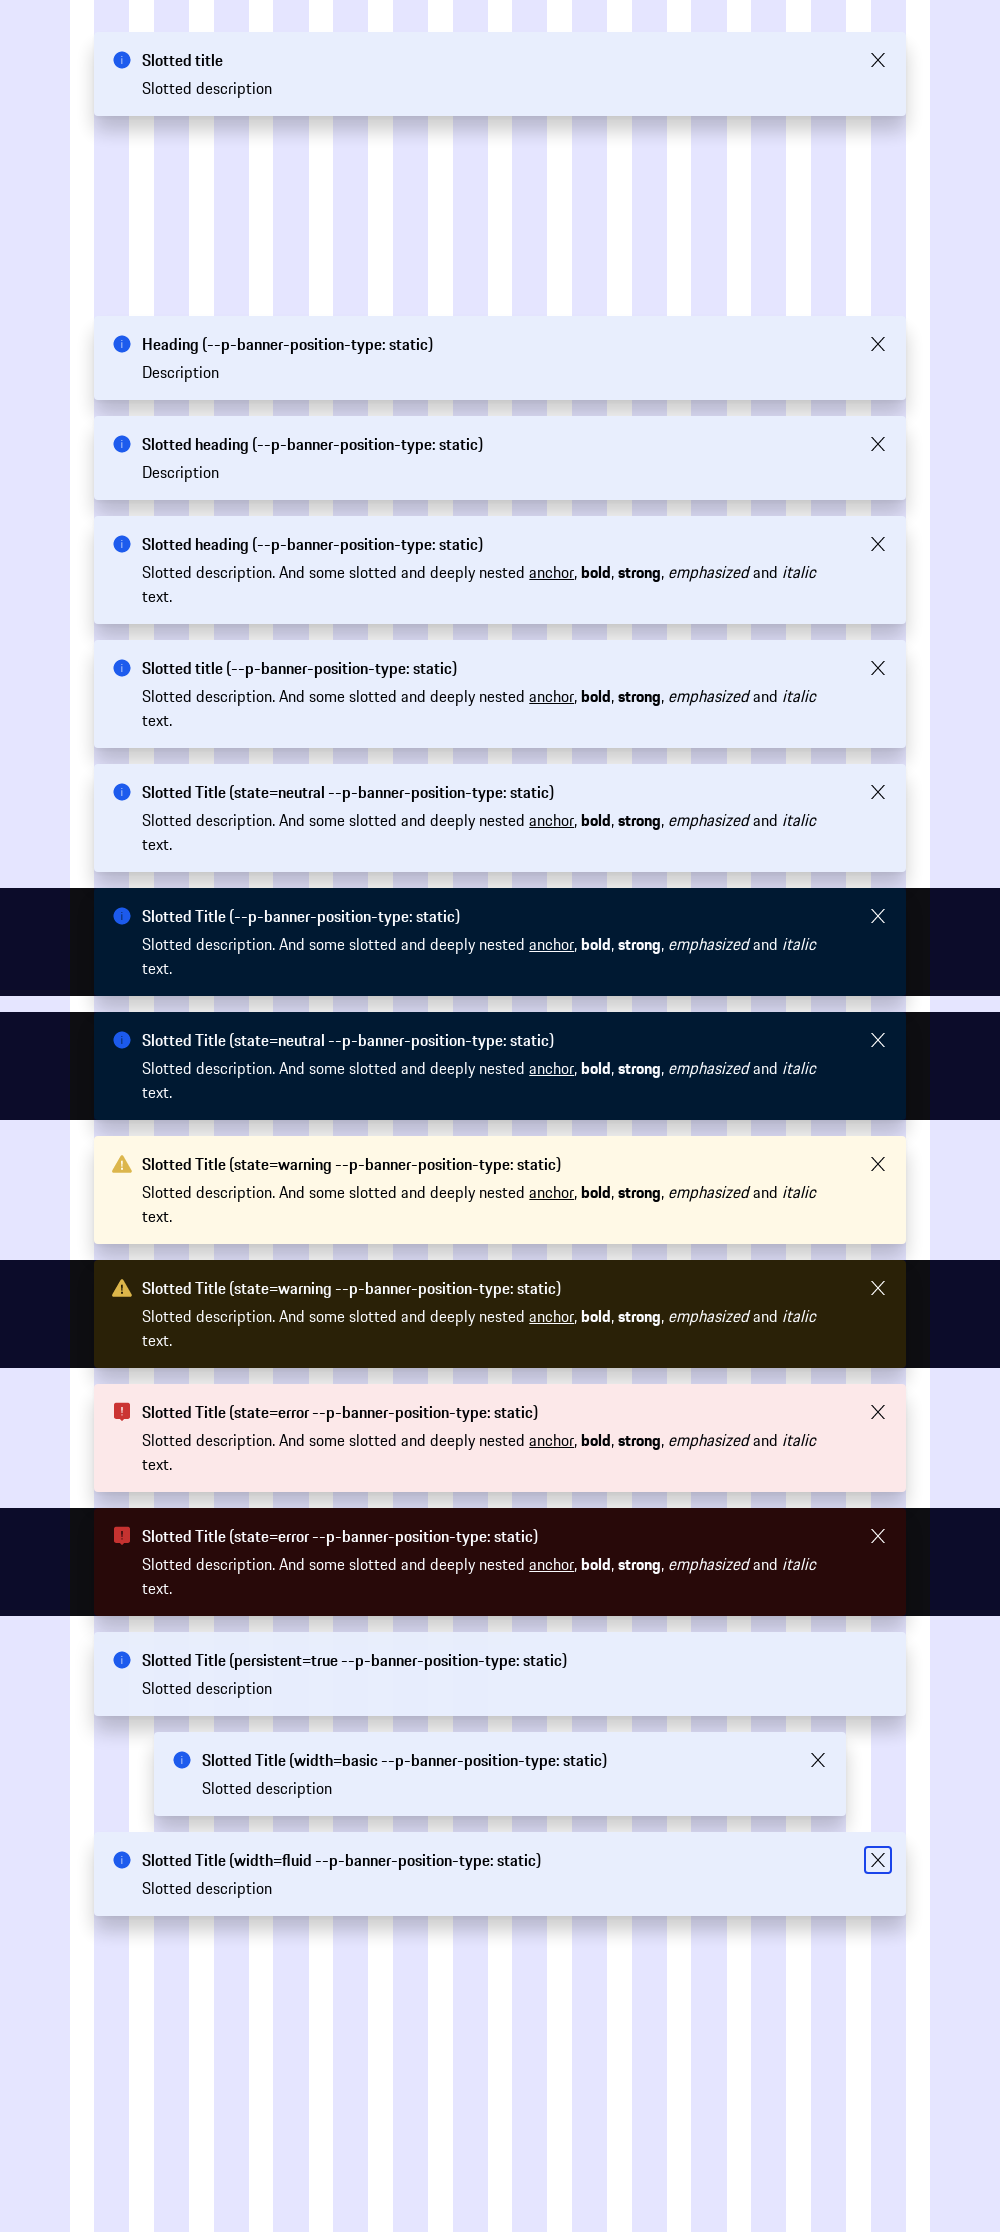 Slotted title
Slotted description
Heading (--p-banner-position-type: static)
Description
Slotted heading (--p-banner-position-type: static)
Description
Slotted heading (--p-banner-position-type: static)
Slotted description. And some slotted and deeply nested anchor, bold, strong, emphasized and italic
text.
Slotted title (--p-banner-position-type: static)
Slotted description. And some slotted and deeply nested anchor, bold, strong, emphasized and italic
text.
Slotted Title (state=neutral --p-banner-position-type: static)
Slotted description. And some slotted and deeply nested anchor, bold, strong, emphasized and italic
text.
Slotted Title (--p-banner-position-type: static)
Slotted description. And some slotted and deeply nested anchor, bold, strong, emphasized and italic
text.
Slotted Title (state=neutral --p-banner-position-type: static)
Slotted description. And some slotted and deeply nested anchor, bold, strong, emphasized and italic
text.
Slotted Title (state=warning --p-banner-position-type: static)
Slotted description. And some slotted and deeply nested anchor, bold, strong, emphasized and italic
text.
Slotted Title (state=warning --p-banner-position-type: static)
Slotted description. And some slotted and deeply nested anchor, bold, strong, emphasized and italic
text.
Slotted Title (state=error --p-banner-position-type: static)
Slotted description. And some slotted and deeply nested anchor, bold, strong, emphasized and italic
text.
Slotted Title (state=error --p-banner-position-type: static)
Slotted description. And some slotted and deeply nested anchor, bold, strong, emphasized and italic
text.
Slotted Title (persistent=true --p-banner-position-type: static)
Slotted description
Slotted Title (width=basic --p-banner-position-type: static)
Slotted description
Slotted Title (width=fluid --p-banner-position-type: static)
Slotted description